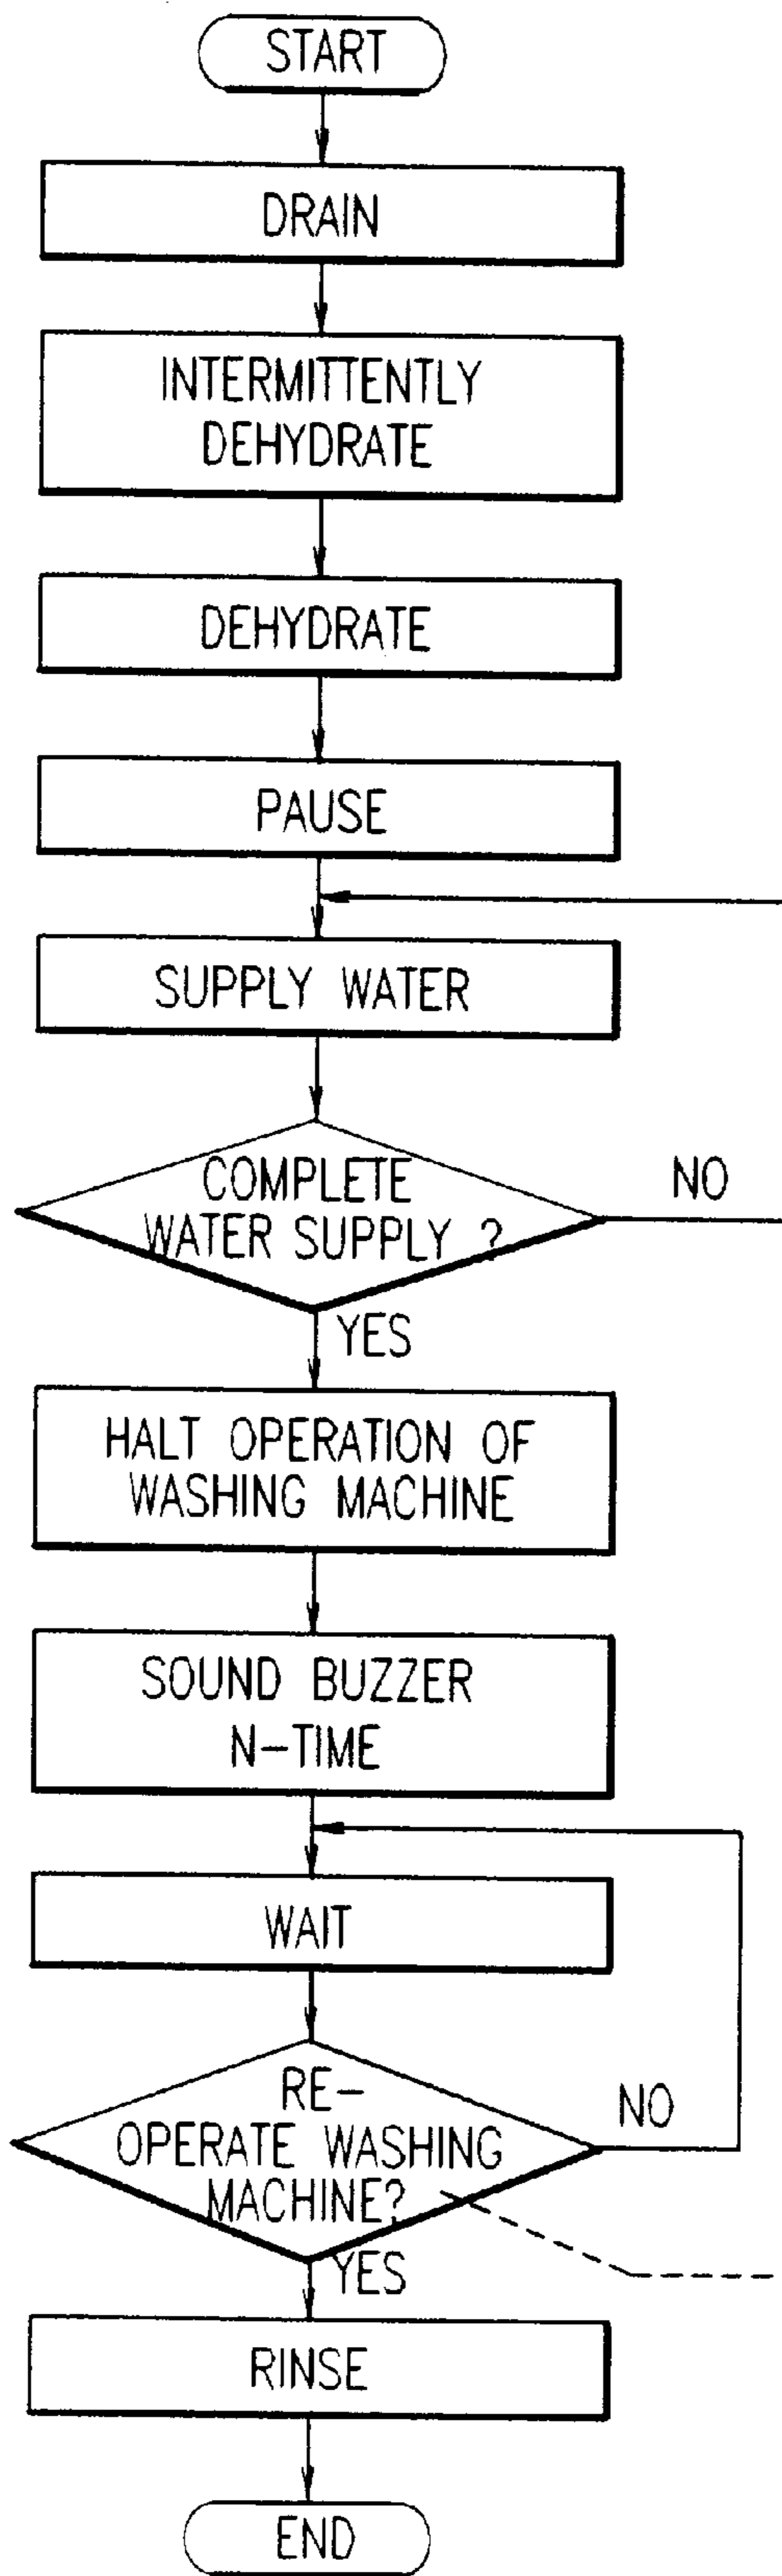 START
DRAIN
INTERMITTENTLY
DEHYDRATE
DEHYDRATE
PAUSE
SUPPLY WATER
COMPLETE
WATER SUPPLY ?
NO
YES
HALT OPERATION OF
WASHING MACHINE
SOUND BUZZER
N-TIME
WAIT
RE-
OPERATE WASHING
MACHINE?
NO
YES
RINSE
END